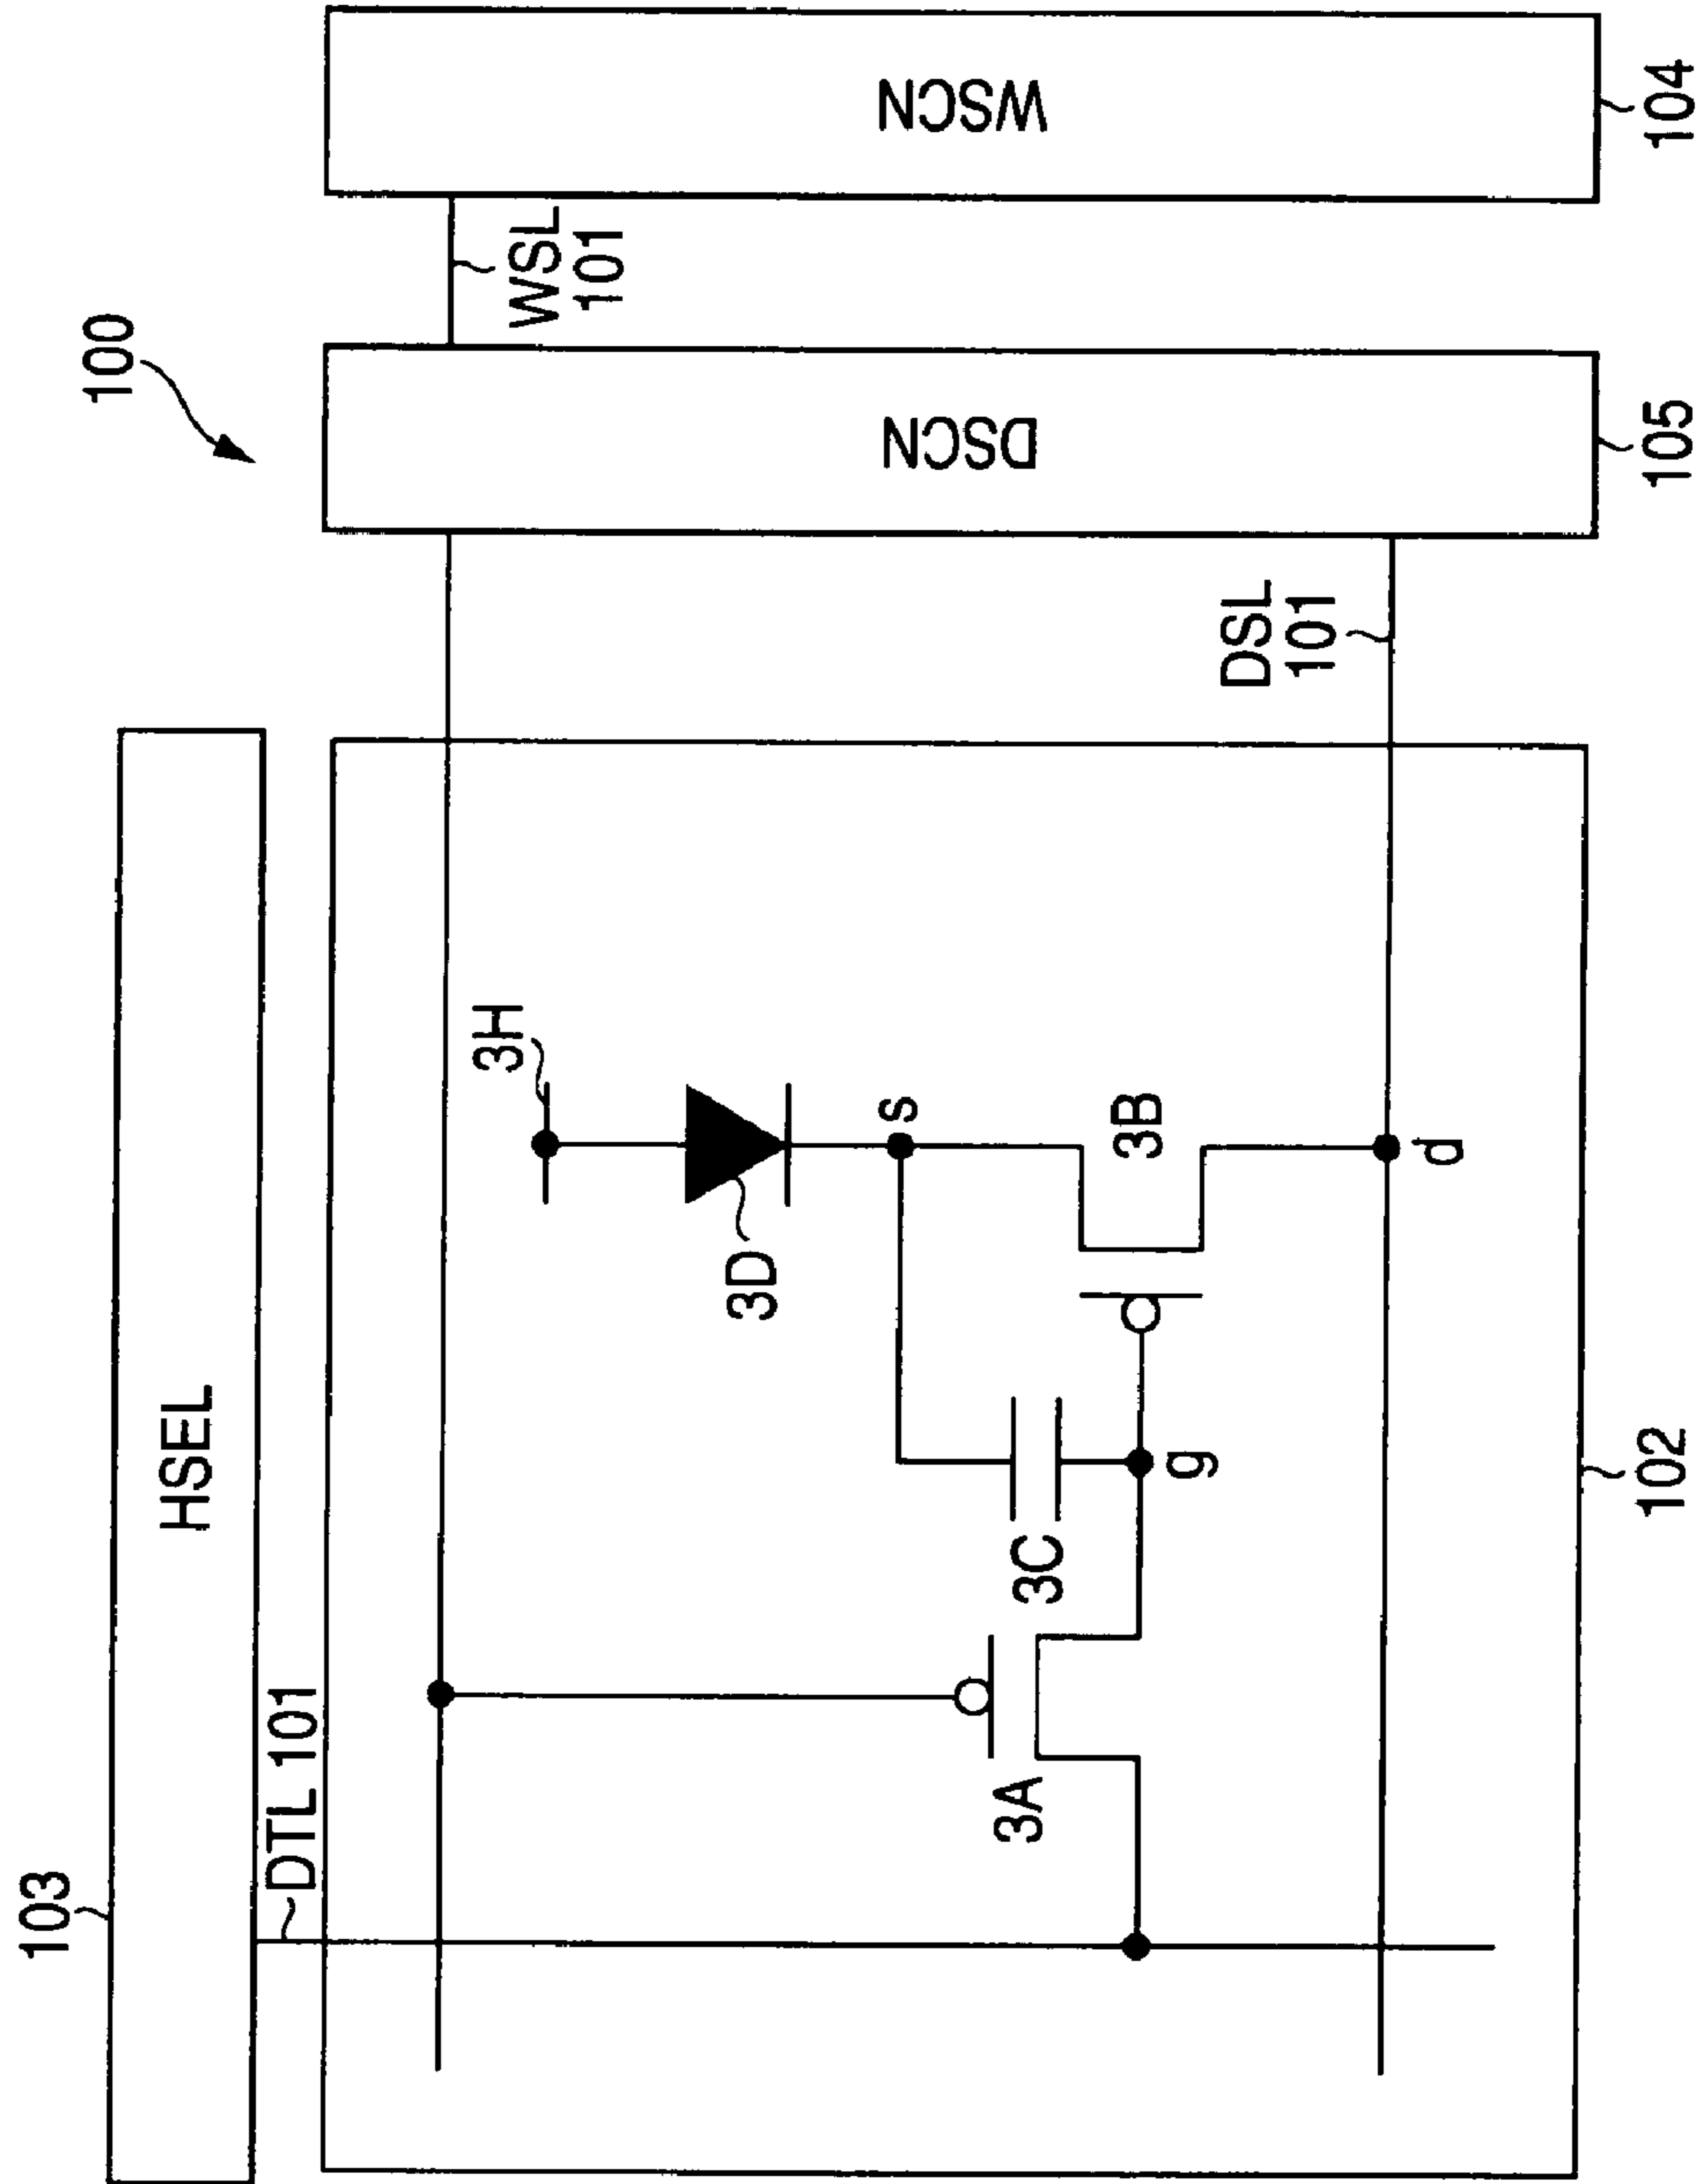 100
103
HSEL
DTL 101
WSL
101
DSCN
WSCN
3H
3D
s
3C
3A
g
3B
d
DSL
101
102
105
104